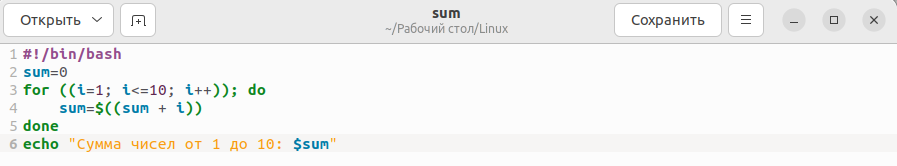 Открыть
sum
~/Рабочий стол/Linux
Сохранить
1 #!/bin/bash
2 sum=0
3 for ((i=1; i<=10; i++)); do
4     sum=$((sum + i))
5 done
6 echo "Сумма чисел от 1 до 10: $sum"